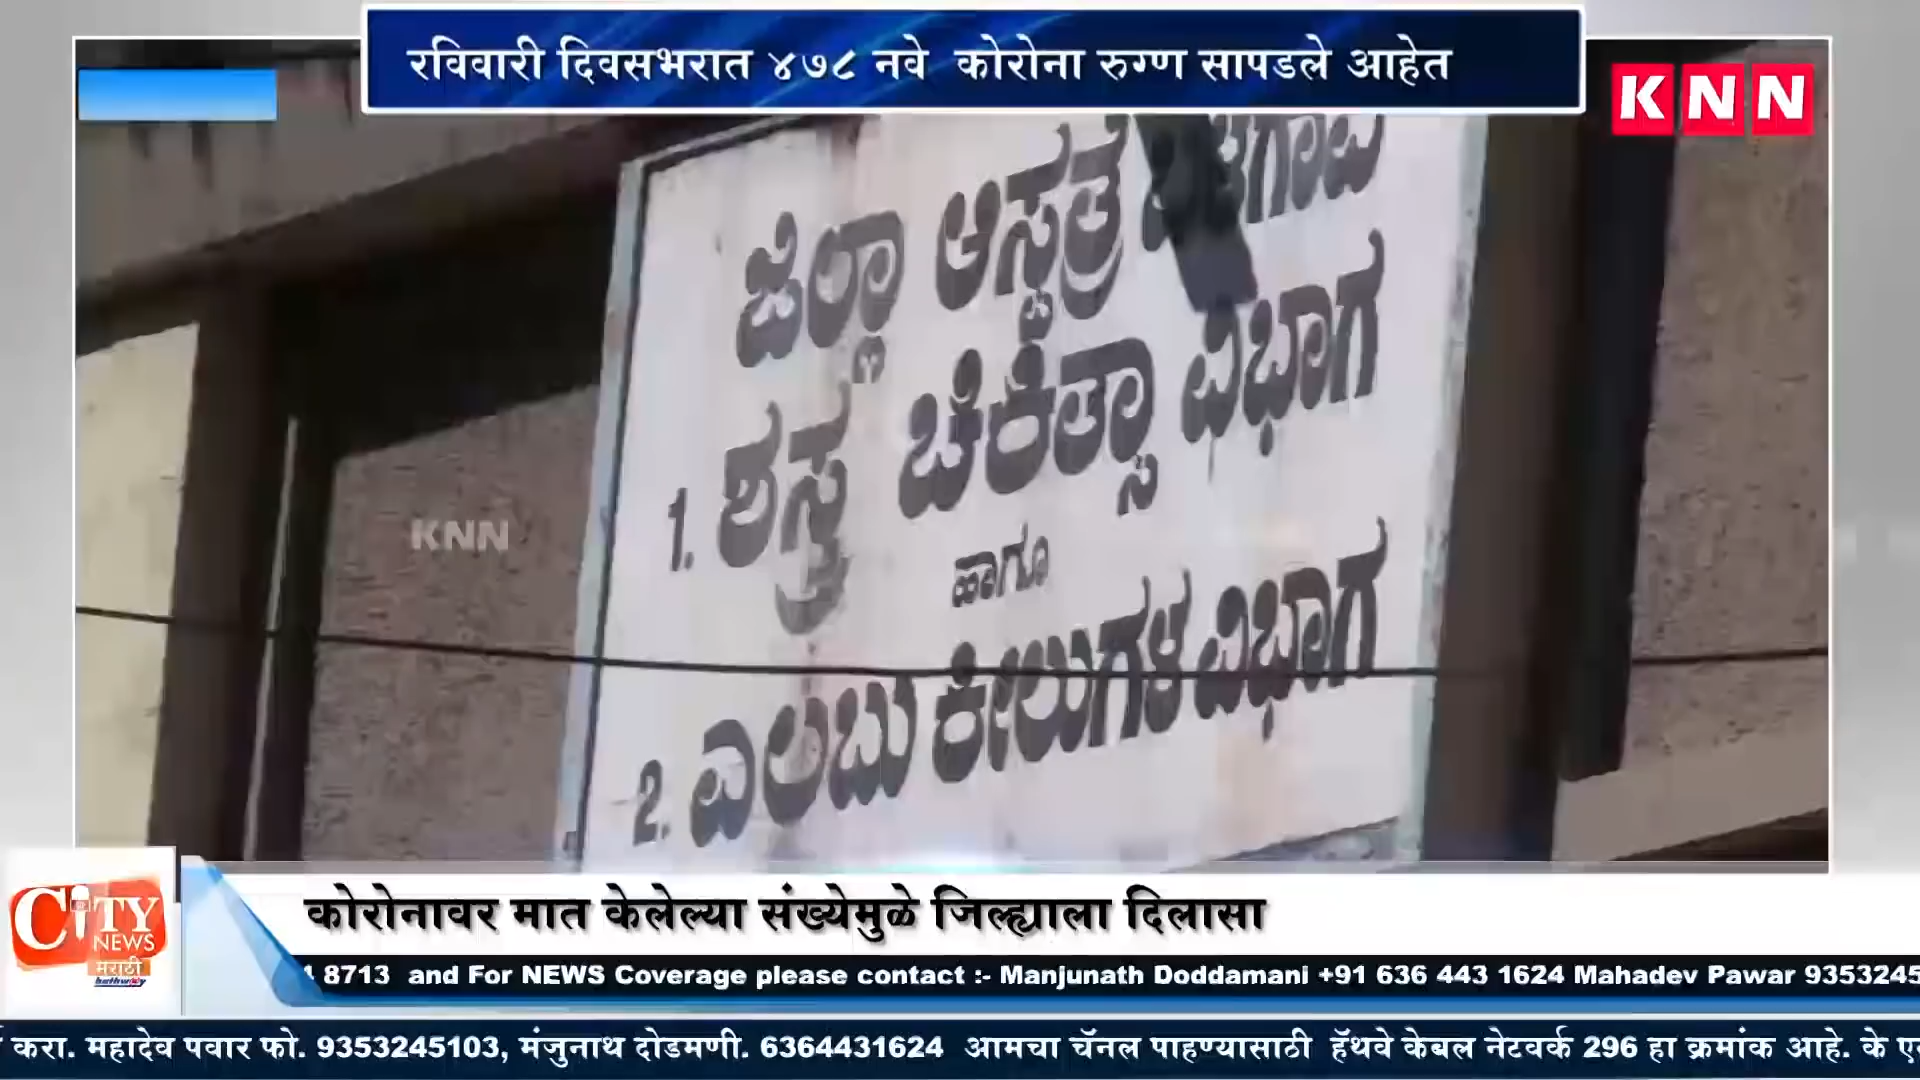 रविवारी दिवसभरात ४७८ नवे कोरोना रुग्ण सापडले आहेत
KNN
ಜಿಲ್ಲಾ ಆಸ್ಪತ್ರೆ
1. ಶಸ್ತ್ರ ಚಿಕಿತ್ಸಾ ವಿಭಾಗ
ಹಾಗೂ
2. ಎಲಬು ಕೀಲುಗಳ ವಿಭಾಗ
KNN
कोरोनावर मात केलेल्या संख्येमुळे जिल्ह्याला दिलासा
CiTY
NEWS
मराठी
hathway
8713 and For NEWS Coverage please contact :- Manjunath Doddamani +91 636 443 1624 Mahadev Pawar 9353245
करा. महादेव पवार फो. 9353245103, मंजुनाथ दोडमणी. 6364431624 आमचा चॅनल पाहण्यासाठी हॅथवे केबल नेटवर्क 296 हा क्रमांक आहे. के